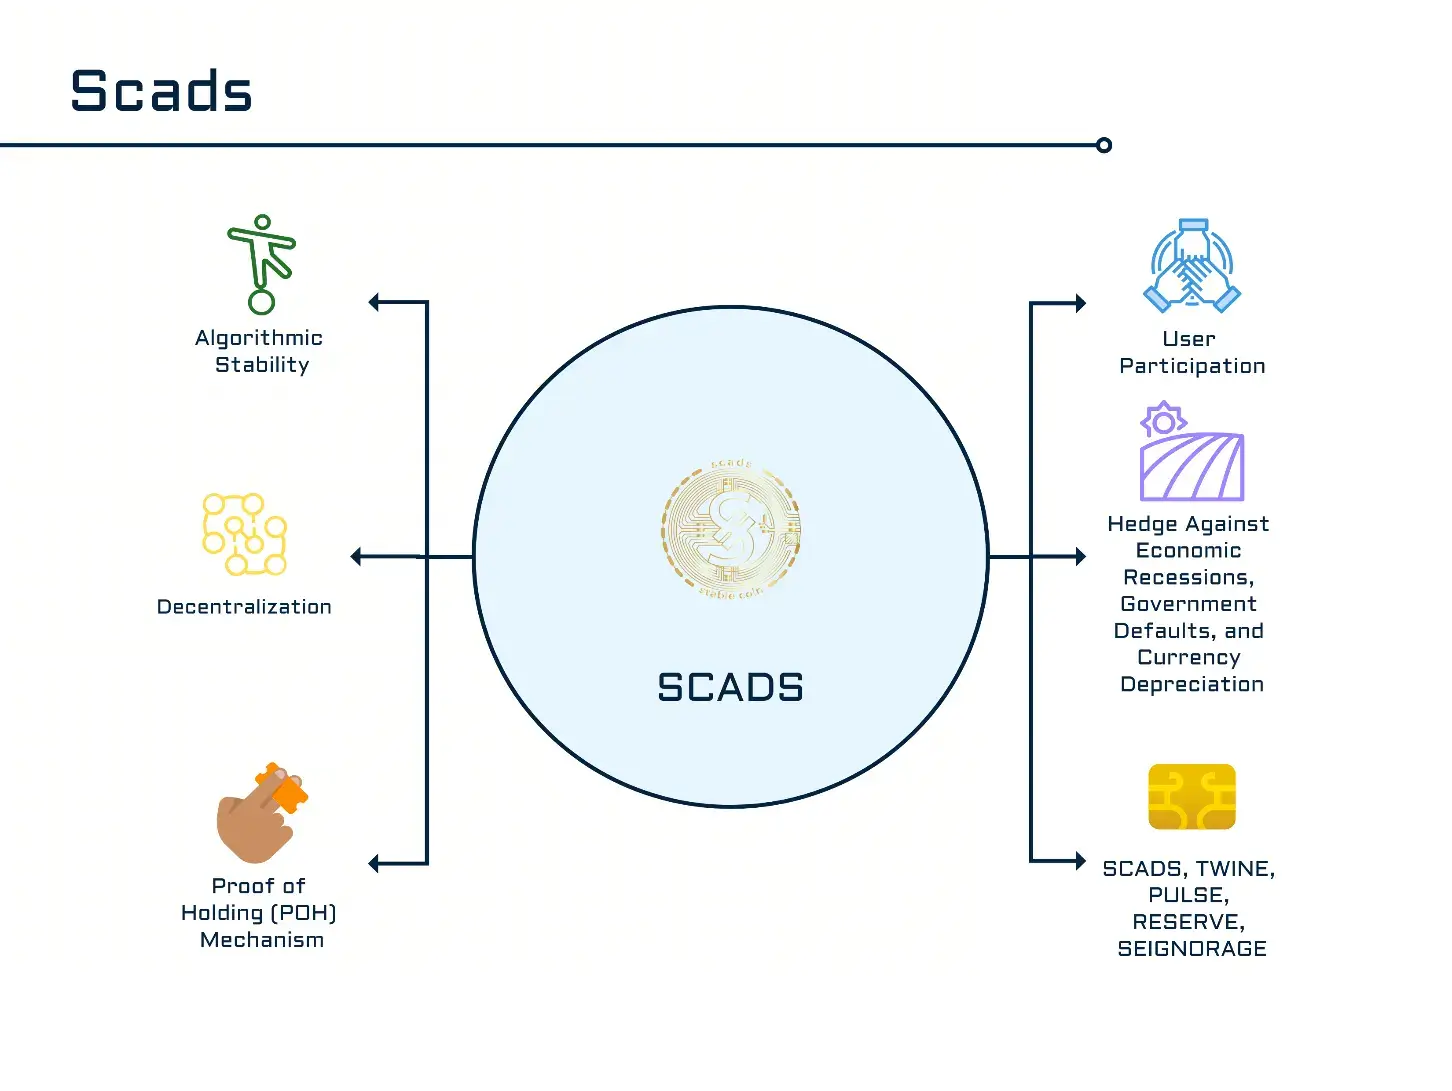 Scads
Algorithmic
Stability
Decentralization
Proof of
Holding (POH)
Mechanism
scads
stable coin
SCADS
User
Participation
Hedge Against
Economic
Recessions,
Government
Defaults, and
Currency
Depreciation
SCADS, TWINE,
PULSE,
RESERVE,
SEIGNORAGE